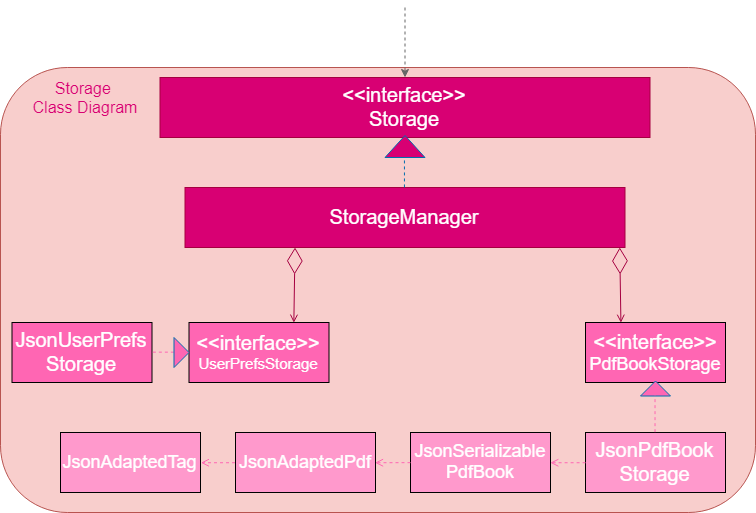 Storage
Class Diagram
<<interface>>
Storage
StorageManager
JsonUserPrefs
Storage
<<interface>>
UserPrefsStorage
<<interface>>
PdfBookStorage
JsonAdaptedTag
JsonAdaptedPdf
JsonSerializable
PdfBook
JsonPdfBook
Storage